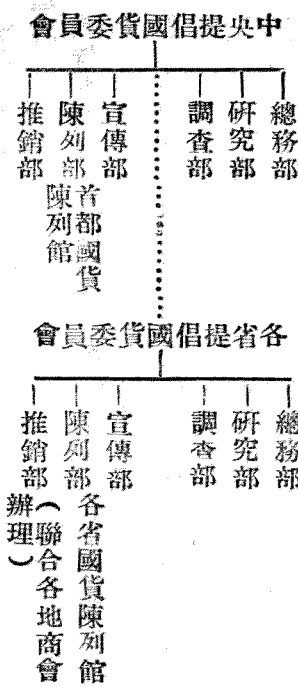 中央提倡國貨委員會
總務部
研究部
調查部
宣傳部
陳列部
首都國貨
陳列館
推銷部
各省提倡國貨委員會
總務部
研究部
調查部
宣傳部
陳列部
各省國貨陳列館
推銷部
（聯合各地商會
辦理）